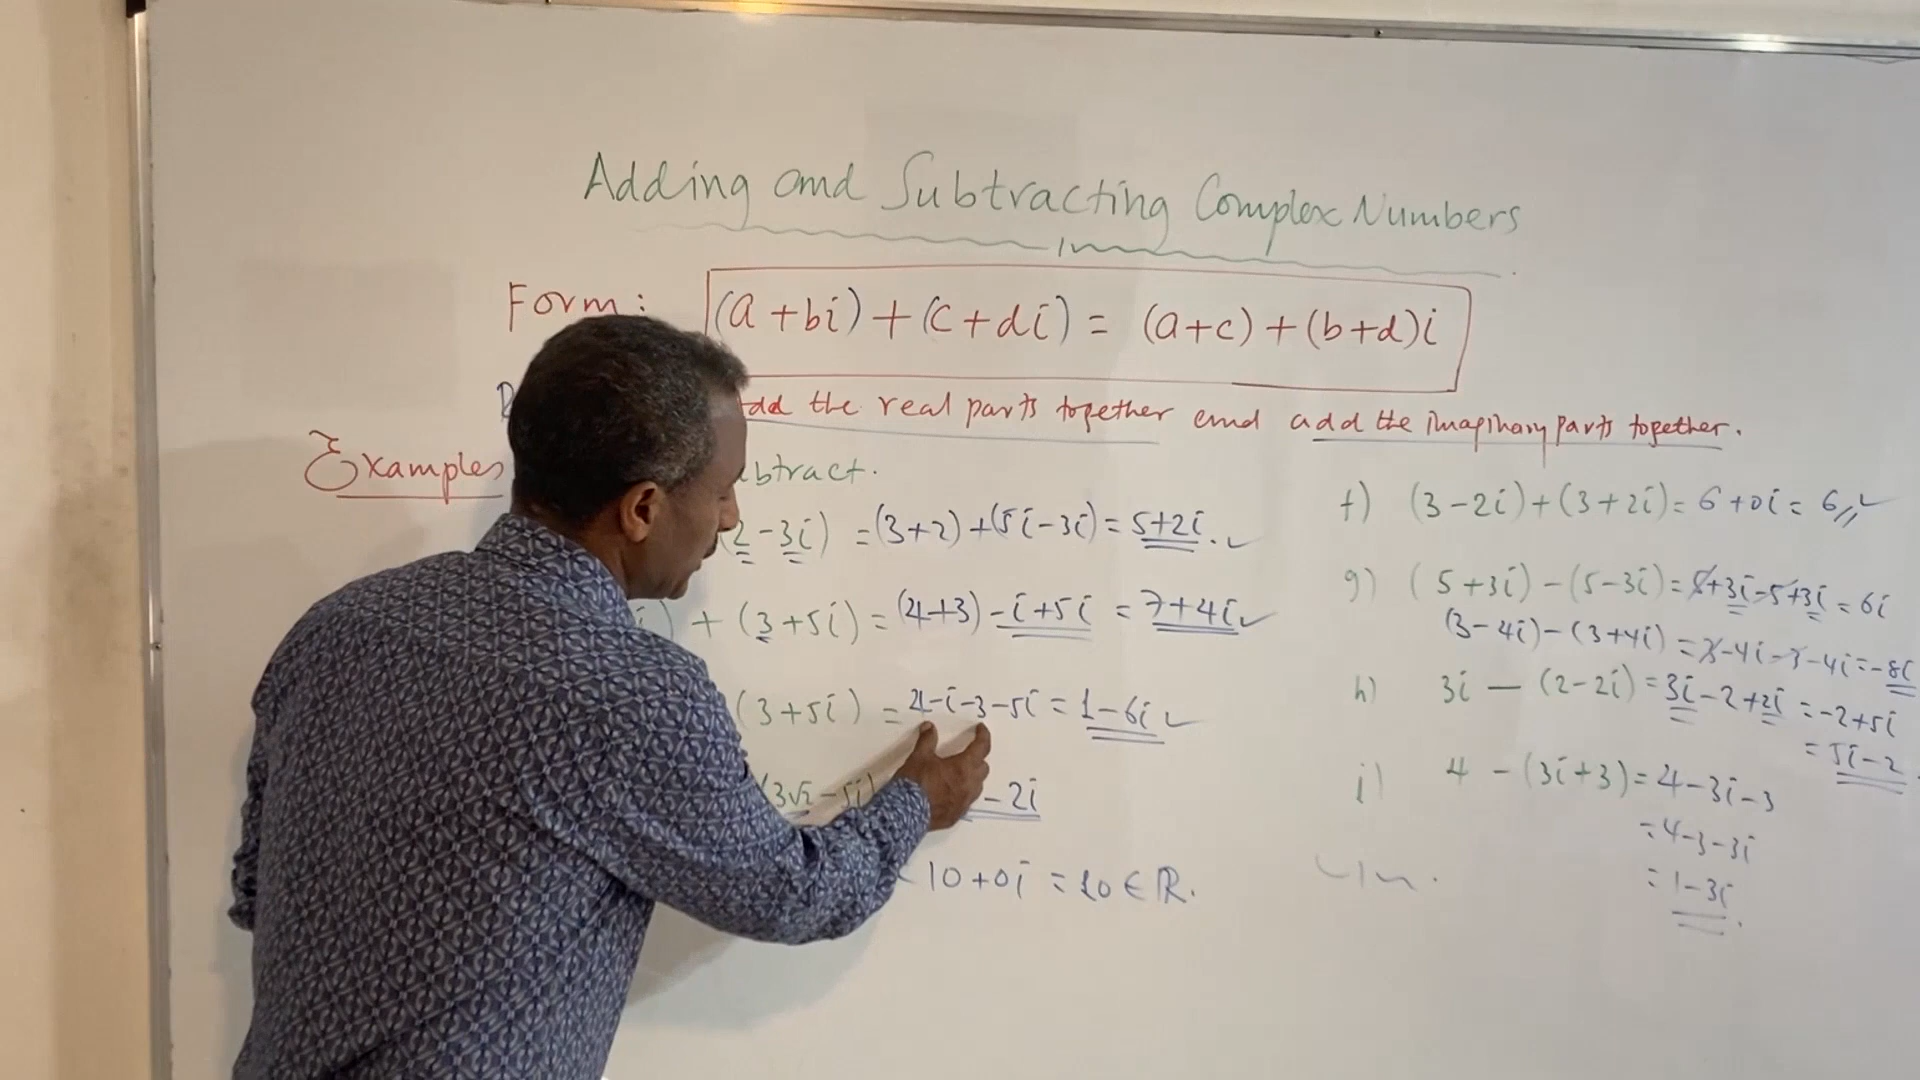 Adding and Subtracting Complex Numbers
Form: (a + bi) + (c + di) = (a+c) + (b+d)i
add the real parts together and add the imaginary parts together.
Examples btract.
(2 - 3i) = (3+2) + (5i - 3i) = 5+2i. ✓
i) + (3 + 5i) = (4+3) - i + 5i = 7+4i ✓
(3 + 5i) = 4 - i - 3 - 5i = 1 - 6i ✓
(3√2 - 5i) - 2i
10 + 0i = 10 ∈ ℝ.
f) (3 - 2i) + (3 + 2i) = 6 + 0i = 6 ✓
g) (5 + 3i) - (5 - 3i) = 5 + 3i - 5 + 3i = 6i
(3 - 4i) - (3 + 4i) = 3 - 4i - 3 - 4i = -8i
h) 3i - (2 - 2i) = 3i - 2 + 2i = -2 + 5i
= 5i - 2
j) 4 - (3i + 3) = 4 - 3i - 3
= 4 - 3 - 3i
= 1 - 3i.